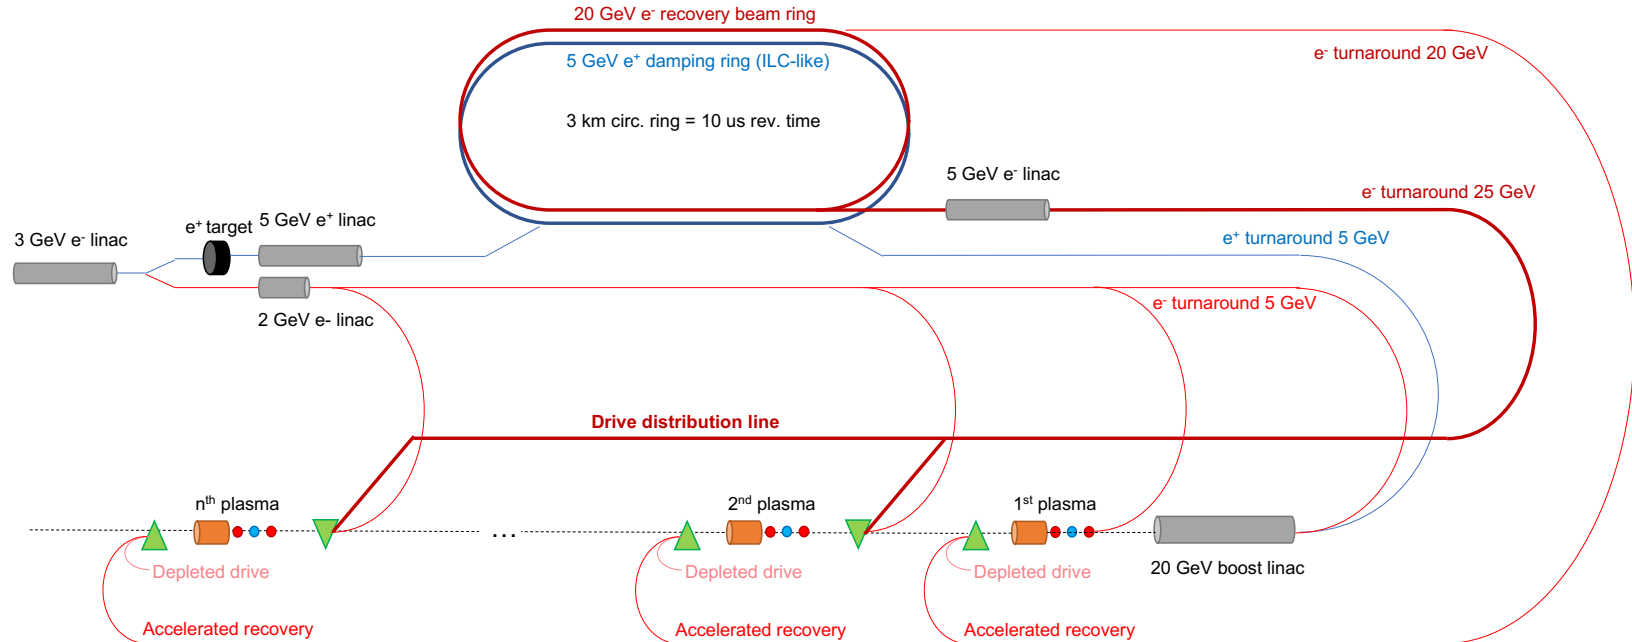 20 GeV e⁻ recovery beam ring
e⁻ turnaround 20 GeV
5 GeV e⁺ damping ring (ILC-like)
3 km circ. ring = 10 us rev. time
5 GeV e⁻ linac
e⁻ turnaround 25 GeV
e⁺ target
5 GeV e⁺ linac
3 GeV e⁻ linac
e⁺ turnaround 5 GeV
e⁻ turnaround 5 GeV
2 GeV e- linac
Drive distribution line
nᵗʰ plasma
2ⁿᵈ plasma
1ˢᵗ plasma
...
20 GeV boost linac
Depleted drive
Depleted drive
Depleted drive
Accelerated recovery
Accelerated recovery
Accelerated recovery